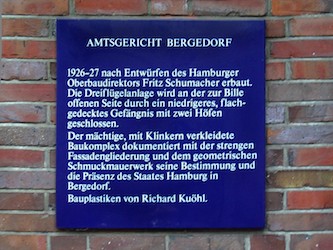 AMTSGERICHT BERGEDORF
1926-27 nach Entwürfen des Hamburger
Oberbaudirektors Fritz Schumacher erbaut.
Die Dreiflügelanlage wird an der zur Bille
offenen Seite durch ein niedrigeres, flach-
gedecktes Gefängnis mit zwei Höfen
geschlossen.
Der mächtige, mit Klinkern verkleidete
Baukomplex dokumentiert mit der strengen
Fassadengliederung und dem geometrischen
Schmuckmauerwerk seine Bestimmung und
die Präsenz des Staates Hamburg in
Bergedorf.
Bauplastiken von Richard Kuöhl.